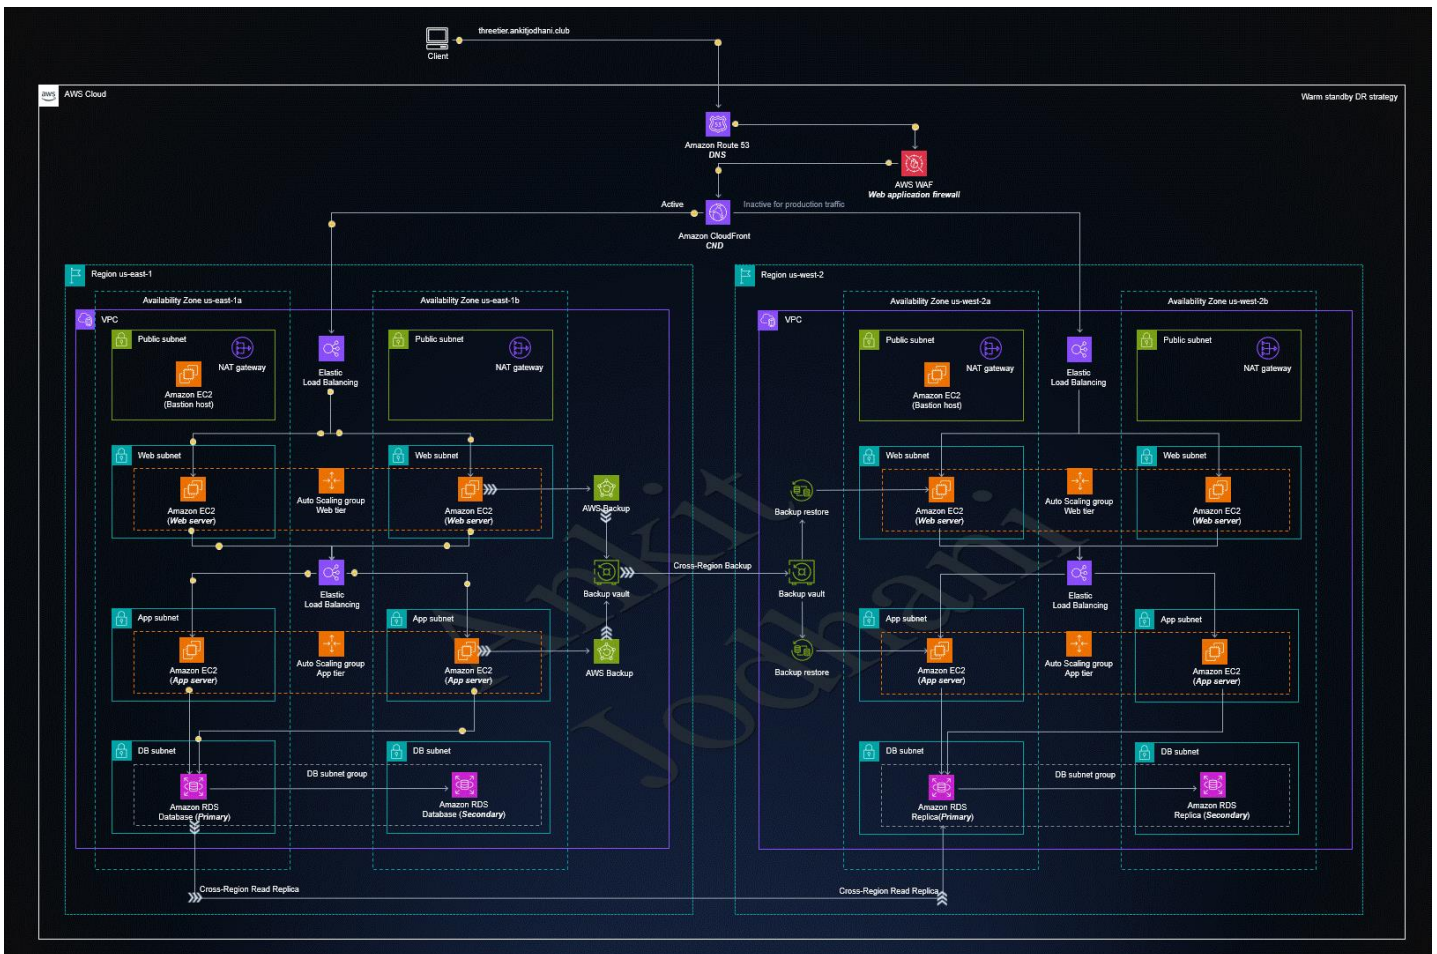 threetier.ankitjodhani.club
Client
aws
AWS Cloud
Warm standby DR strategy
53
Amazon Route 53
DNS
AWS WAF
Web application firewall
Active
Inactive for production traffic
Amazon CloudFront
CND
Region us-east-1
Availability Zone us-east-1a
Availability Zone us-east-1b
VPC
Public subnet
NAT gateway
Amazon EC2
(Bastion host)
Elastic
Load Balancing
Public subnet
NAT gateway
Web subnet
Amazon EC2
(Web server)
Auto Scaling group
Web tier
Web subnet
Amazon EC2
(Web server)
AWS Backup
Elastic
Load Balancing
Backup vault
Cross-Region Backup
App subnet
Amazon EC2
(App server)
Auto Scaling group
App tier
App subnet
Amazon EC2
(App server)
AWS Backup
DB subnet
DB subnet group
Amazon RDS
Database (Primary)
DB subnet
Amazon RDS
Database (Secondary)
Cross-Region Read Replica
Region us-west-2
Availability Zone us-west-2a
Availability Zone us-west-2b
VPC
Public subnet
NAT gateway
Amazon EC2
(Bastion host)
Elastic
Load Balancing
Public subnet
NAT gateway
Backup restore
Web subnet
Amazon EC2
(Web server)
Auto Scaling group
Web tier
Web subnet
Amazon EC2
(Web server)
Backup vault
Elastic
Load Balancing
Backup restore
App subnet
Amazon EC2
(App server)
Auto Scaling group
App tier
App subnet
Amazon EC2
(App server)
DB subnet
DB subnet group
Amazon RDS
Replica(Primary)
DB subnet
Amazon RDS
Replica (Secondary)
Cross-Region Read Replica
Ankit
Jodhani